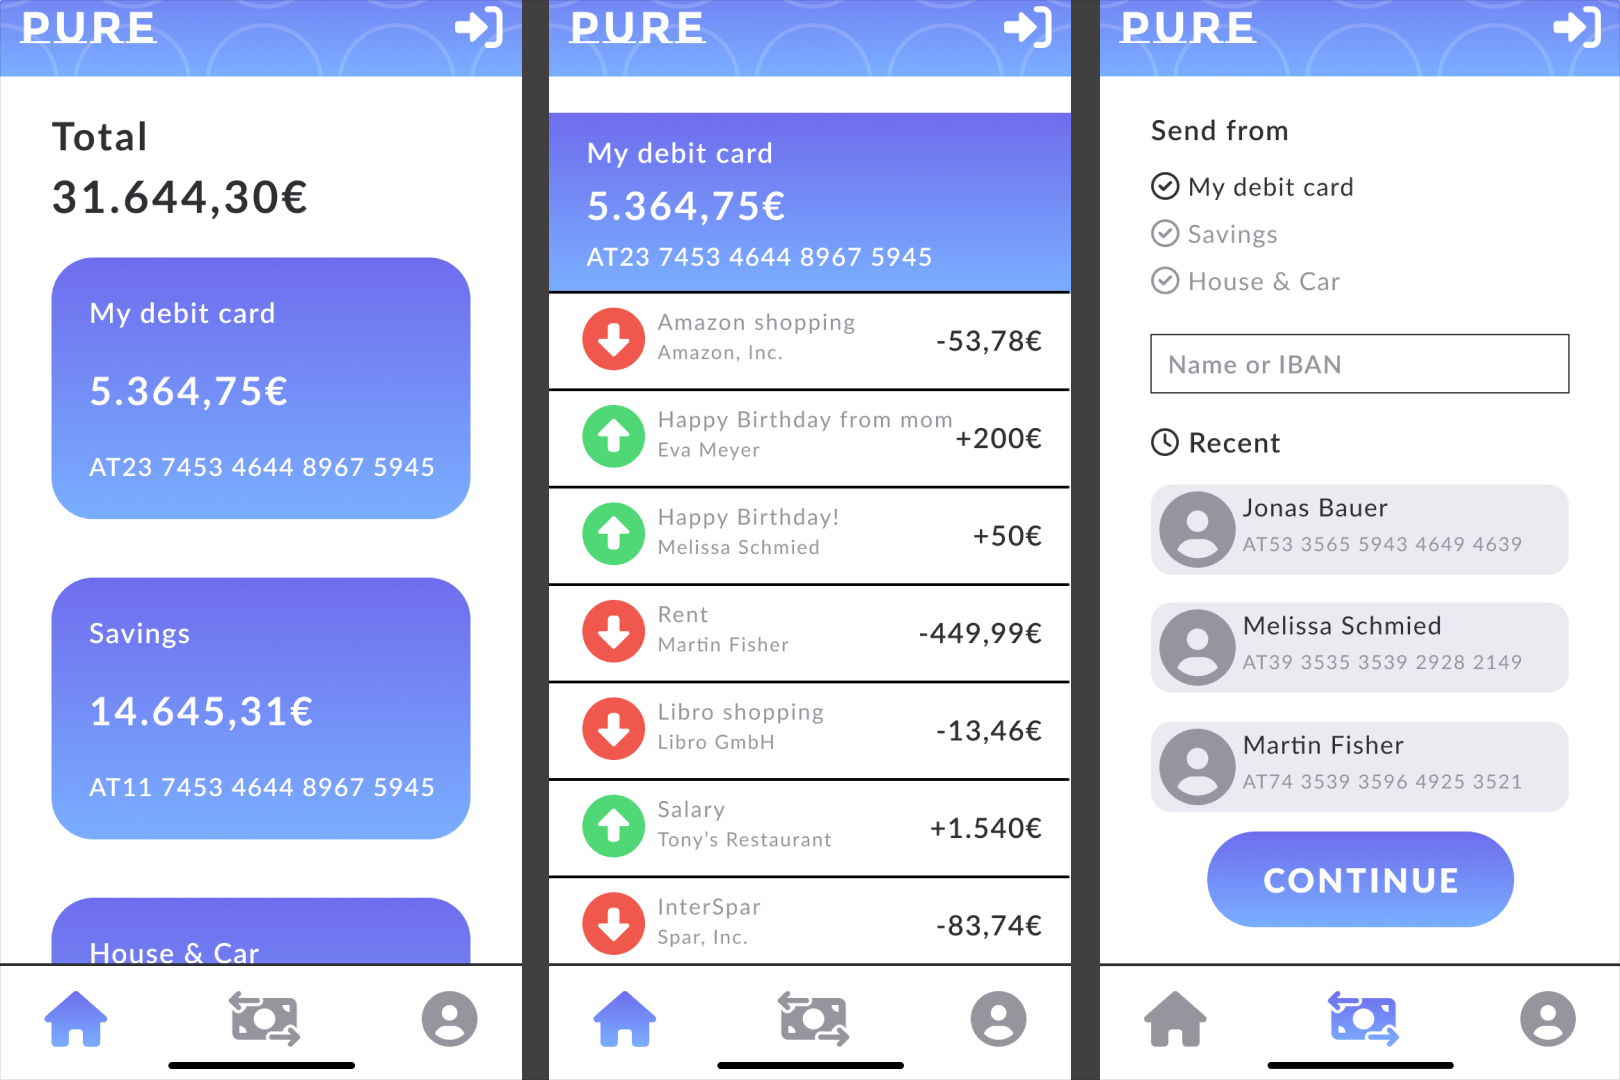 PURE
Total
31.644,30€
My debit card
5.364,75€
AT23 7453 4644 8967 5945
Savings
14.645,31€
AT11 7453 4644 8967 5945
House & Car
PURE
My debit card
5.364,75€
AT23 7453 4644 8967 5945
Amazon shopping
Amazon, Inc.
-53,78€
Happy Birthday from mom
Eva Meyer
+200€
Happy Birthday!
Melissa Schmied
+50€
Rent
Martin Fisher
-449,99€
Libro shopping
Libro GmbH
-13,46€
Salary
Tony’s Restaurant
+1.540€
InterSpar
Spar, Inc.
-83,74€
PURE
Send from
My debit card
Savings
House & Car
Name or IBAN
Recent
Jonas Bauer
AT53 3565 5943 4649 4639
Melissa Schmied
AT39 3535 3539 2928 2149
Martin Fisher
AT74 3539 3596 4925 3521
CONTINUE